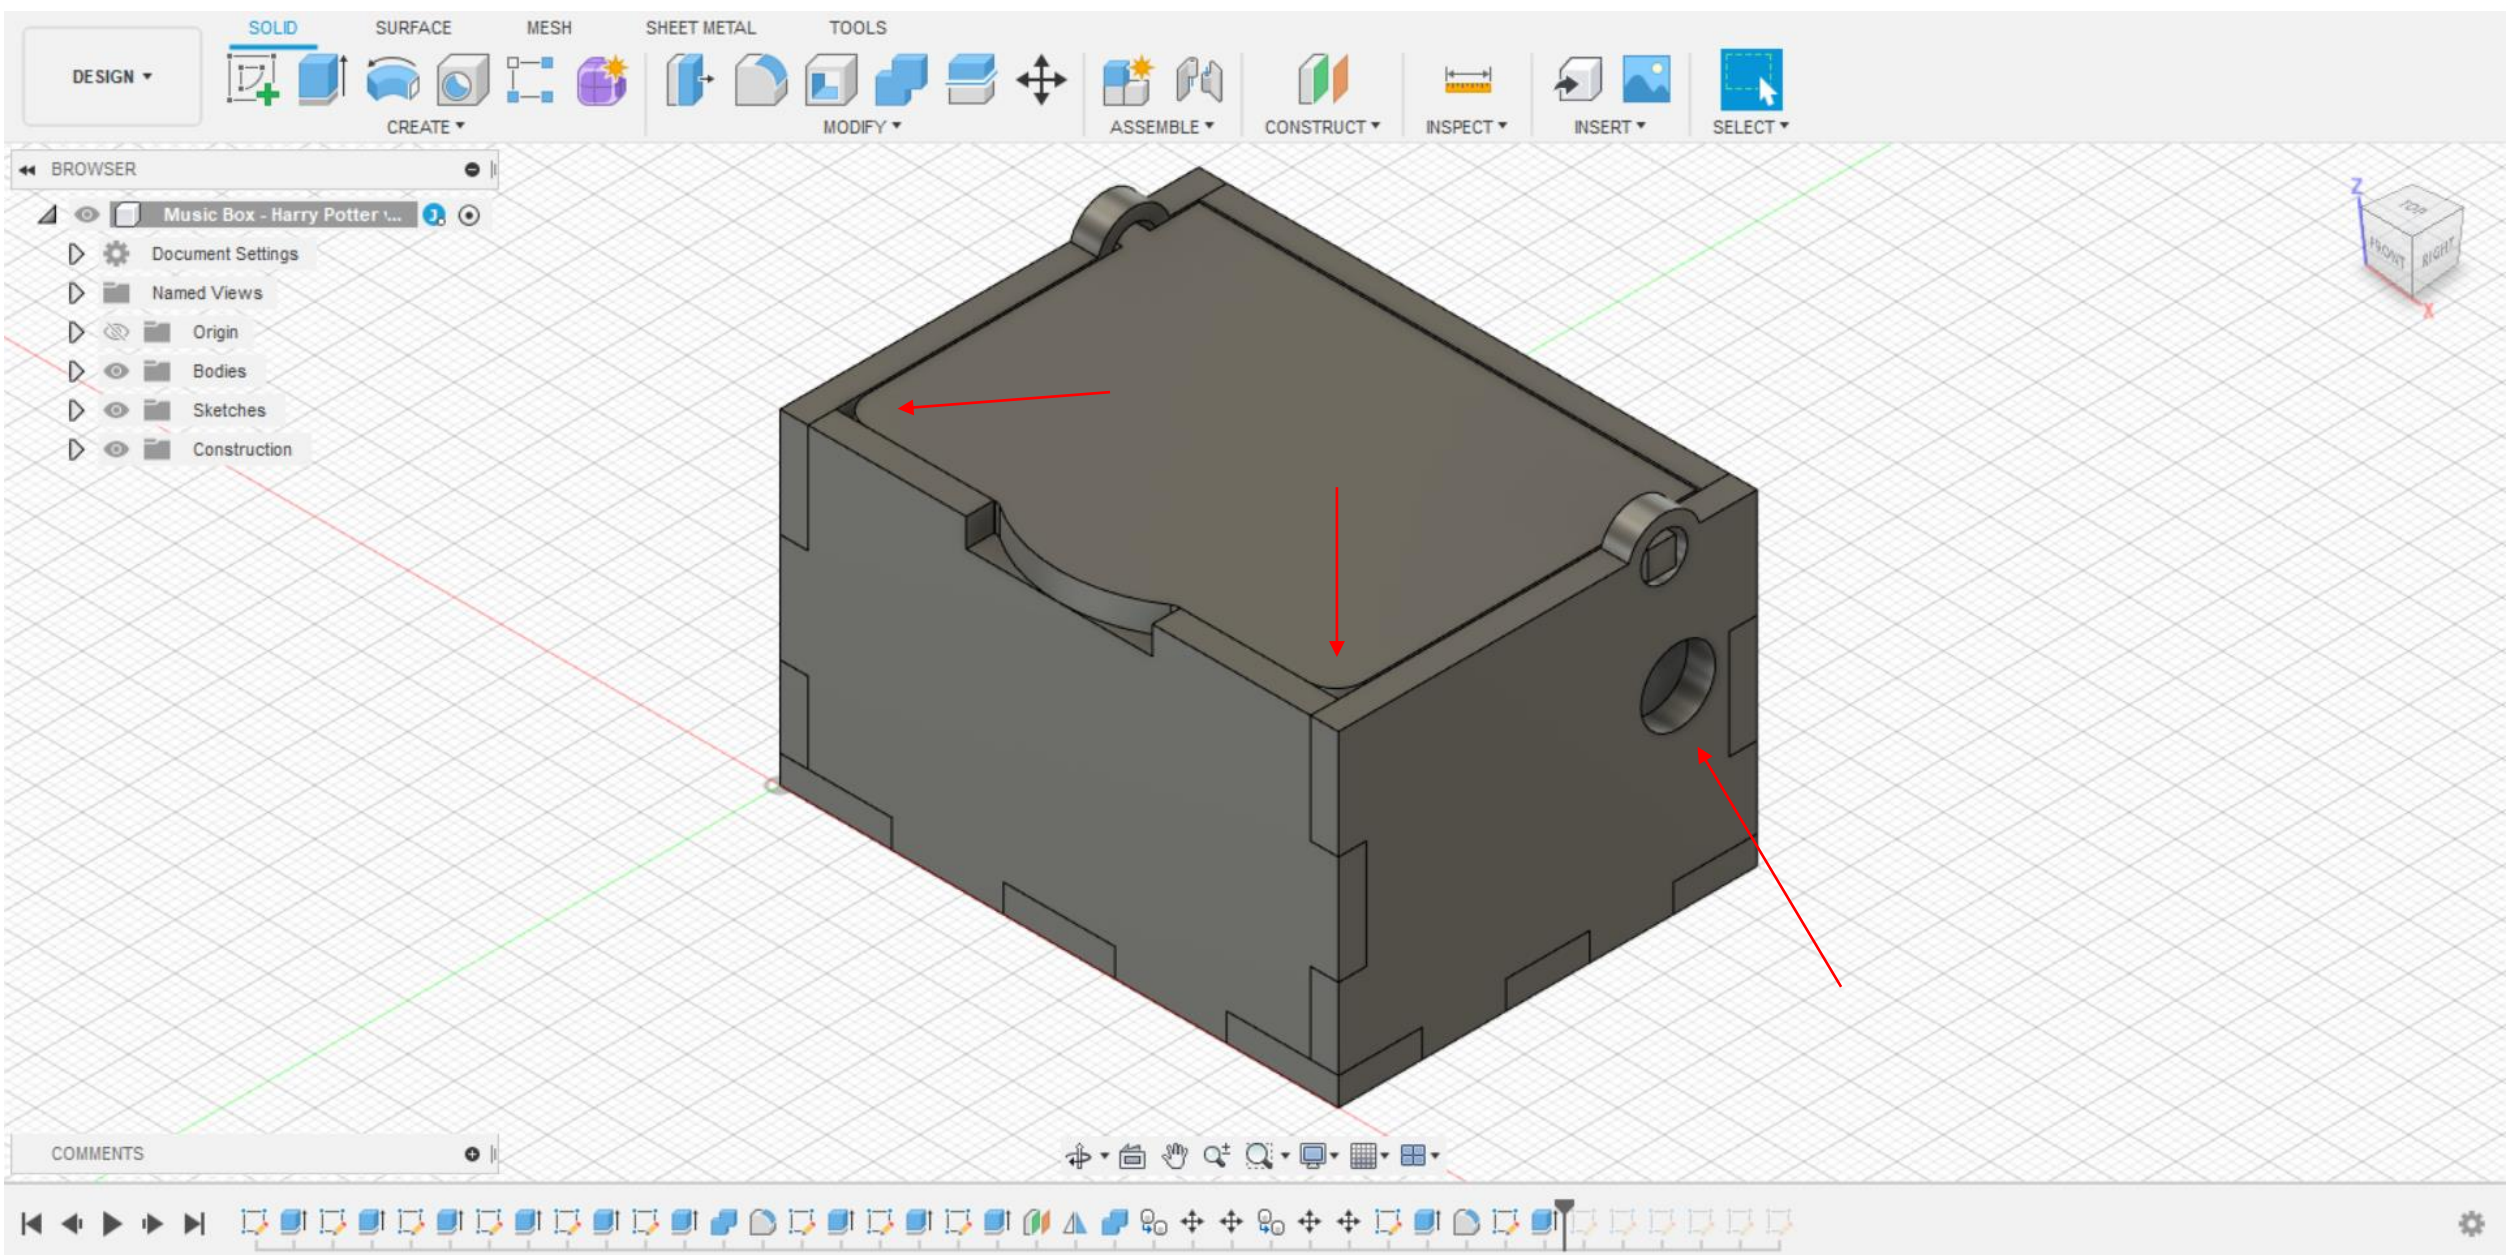 SOLID SURFACE MESH SHEET METAL TOOLS
DESIGN
CREATE MODIFY ASSEMBLE CONSTRUCT INSPECT INSERT SELECT
BROWSER
Music Box - Harry Potter
Document Settings
Named Views
Origin
Bodies
Sketches
Construction
Z
TOP
FRONT RIGHT
X
COMMENTS